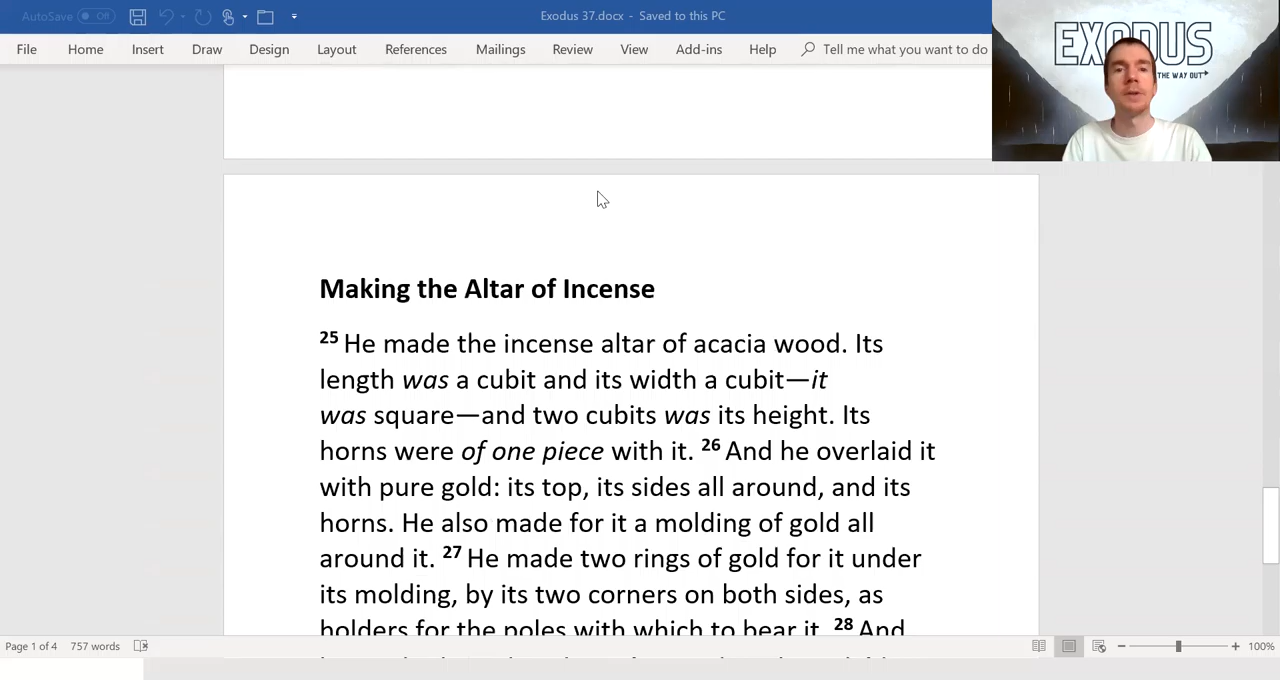 AutoSave Off
Exodus 37.docx - Saved to this PC
File Home Insert Draw Design Layout References Mailings Review View Add-ins Help Tell me what you want to do
EXODUS
THE WAY OUT
Making the Altar of Incense
25 He made the incense altar of acacia wood. Its
length was a cubit and its width a cubit—it
was square—and two cubits was its height. Its
horns were of one piece with it. 26 And he overlaid it
with pure gold: its top, its sides all around, and its
horns. He also made for it a molding of gold all
around it. 27 He made two rings of gold for it under
its molding, by its two corners on both sides, as
holders for the poles with which to bear it. 28 And
Page 1 of 4 757 words 100%